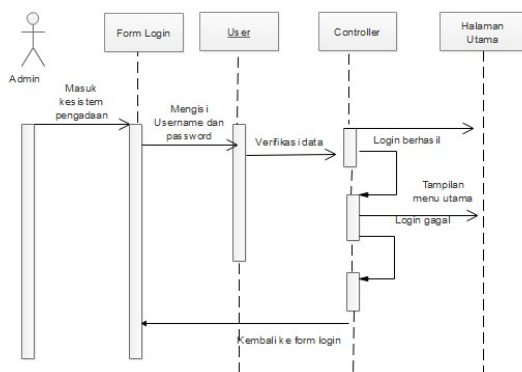 Form Login
User
Controller
Halaman
Utama
Admin
Masuk
kesistem
pengadaan
Mengisi
Username dan
password
Verifikasi data
Login berhasil
Tampilan
menu utama
Login gagal
Kembali ke form login